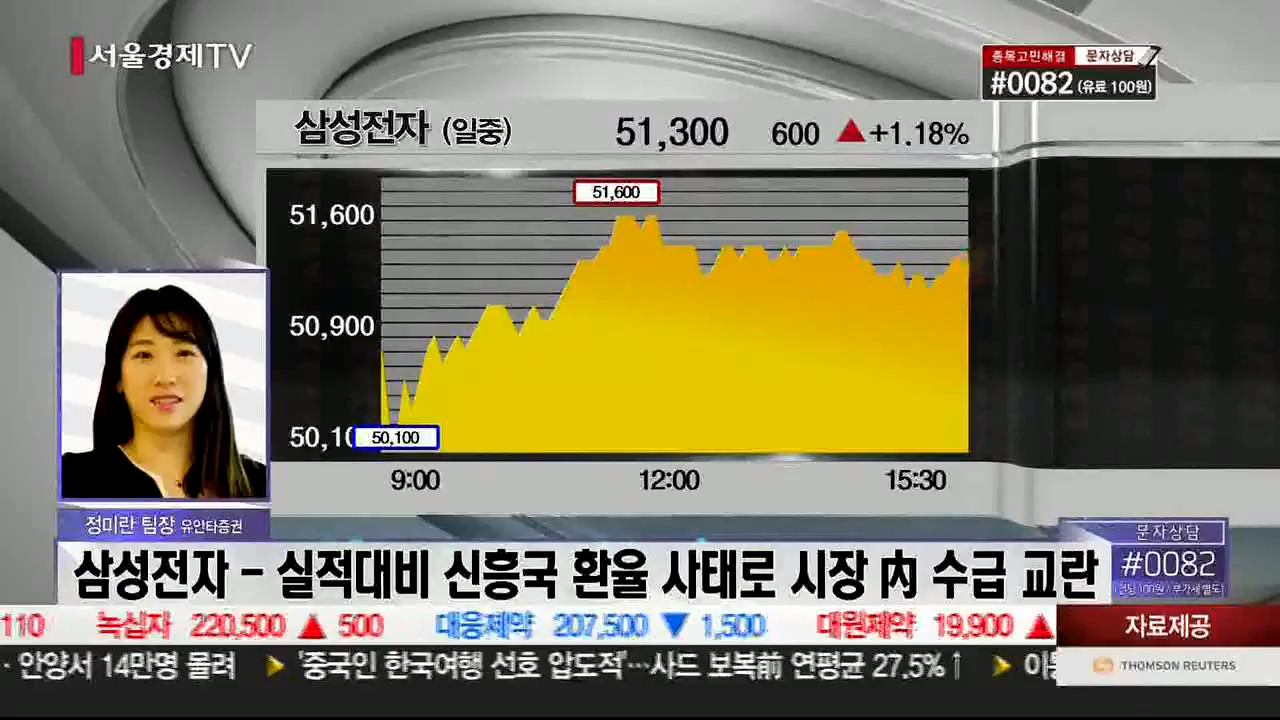 서울경제TV
종목고민해결 문자상담
#0082 (유료 100원)
삼성전자 (일중) 51,300 600 ▲+1.18%
51,600
51,600
50,900
50,100
9:00 12:00 15:30
정미란 팀장 유안타증권
문자상담
#0082
삼성전자 – 실적대비 신흥국 환율 사태로 시장 內 수급 교란
110 녹십자 220,500 ▲ 500 대웅제약 207,500 ▼ 1,500 대원제약 19,900 ▲
자료제공
안양서 14만명 몰려 ▶ '중국인 한국여행 선호 압도적'…사드 보복前 연평균 27.5%↑ ▶
THOMSON REUTERS